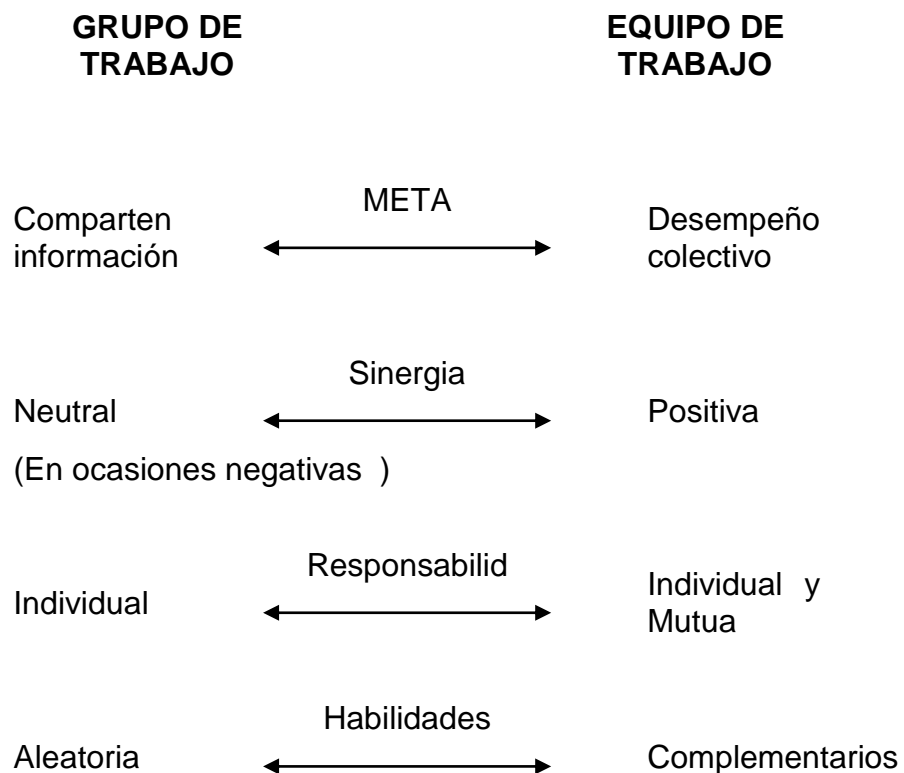 GRUPO DE
TRABAJO
EQUIPO DE
TRABAJO
META
Comparten
información
Desempeño
colectivo
Sinergia
Neutral
Positiva
(En ocasiones negativas )
Responsabilid
Individual
Individual y
Mutua
Habilidades
Aleatoria
Complementarios